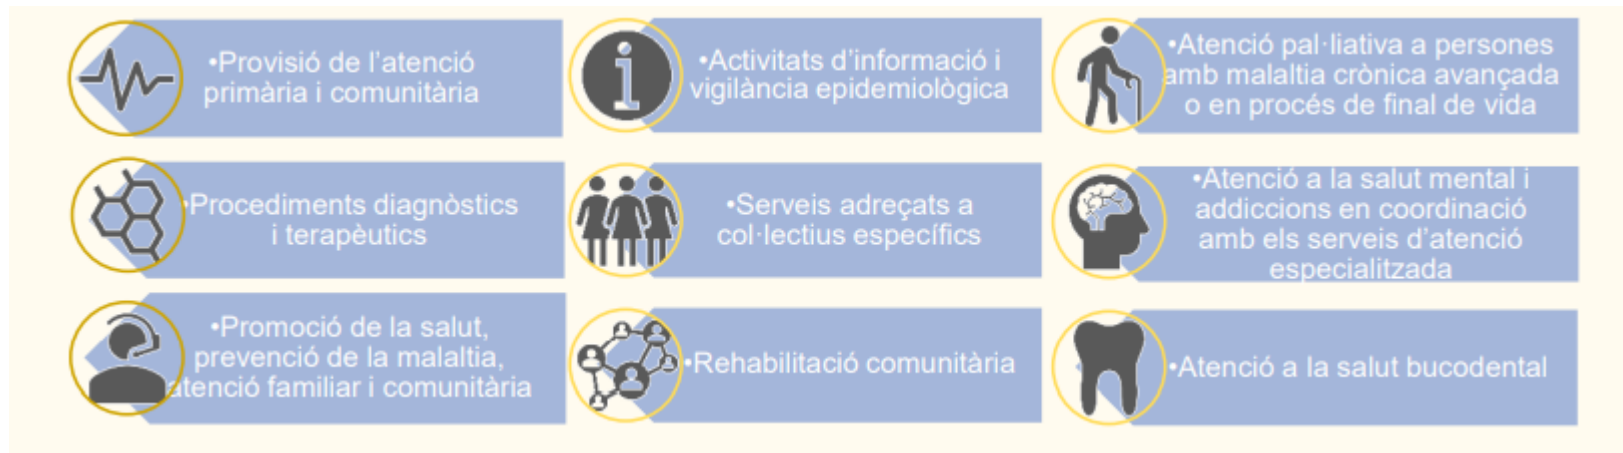 •Provisió de l’atenció
primària i comunitària
•Activitats d’informació i
vigilància epidemiològica
•Atenció pal·liativa a persones
amb malaltia crònica avançada
o en procés de final de vida
•Procediments diagnòstics
i terapèutics
•Serveis adreçats a
col·lectius específics
•Atenció a la salut mental i
addiccions en coordinació
amb els serveis d’atenció
especialitzada
•Promoció de la salut,
prevenció de la malaltia,
atenció familiar i comunitària
•Rehabilitació comunitària
•Atenció a la salut bucodental